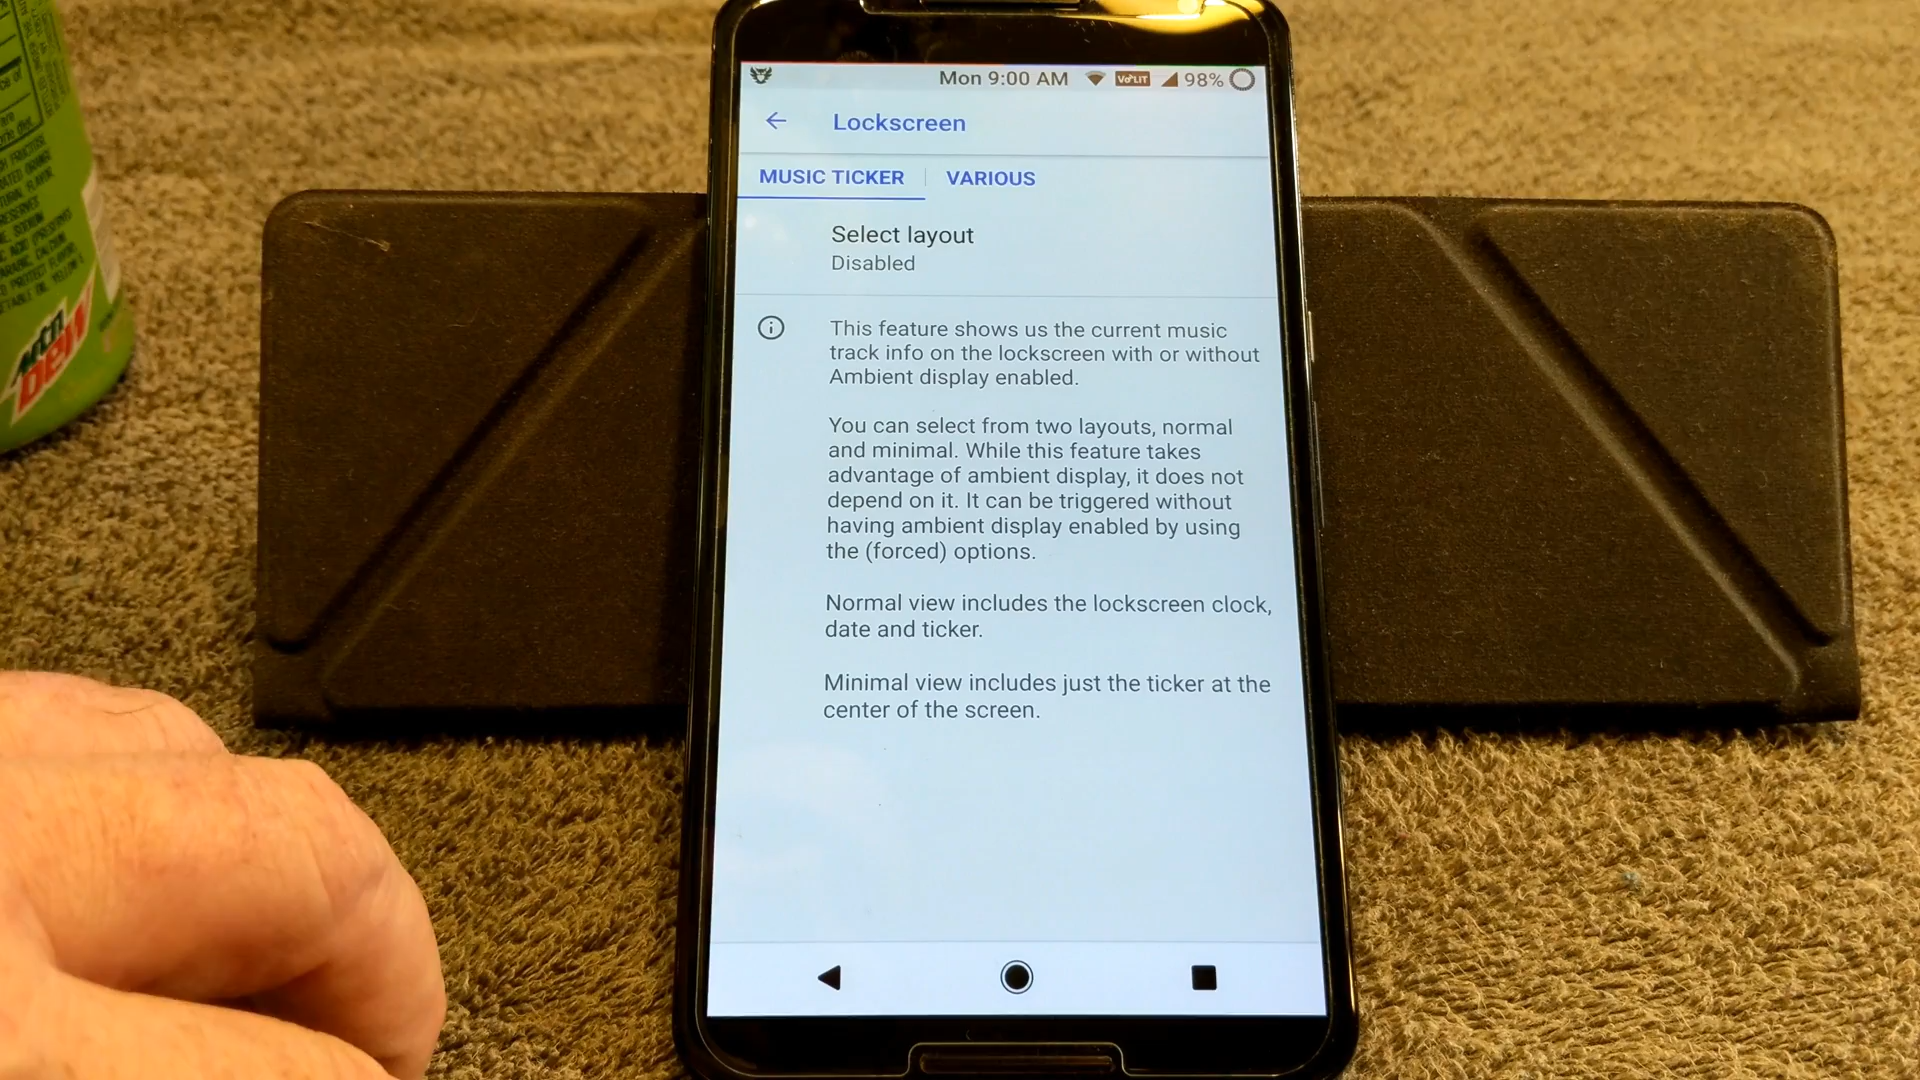 Mon 9:00 AM VoLTE 98%
Lockscreen
MUSIC TICKER VARIOUS
Select layout
Disabled
This feature shows us the current music
track info on the lockscreen with or without
Ambient display enabled.
You can select from two layouts, normal
and minimal. While this feature takes
advantage of ambient display, it does not
depend on it. It can be triggered without
having ambient display enabled by using
the (forced) options.
Normal view includes the lockscreen clock,
date and ticker.
Minimal view includes just the ticker at the
center of the screen.
mtn
DEW